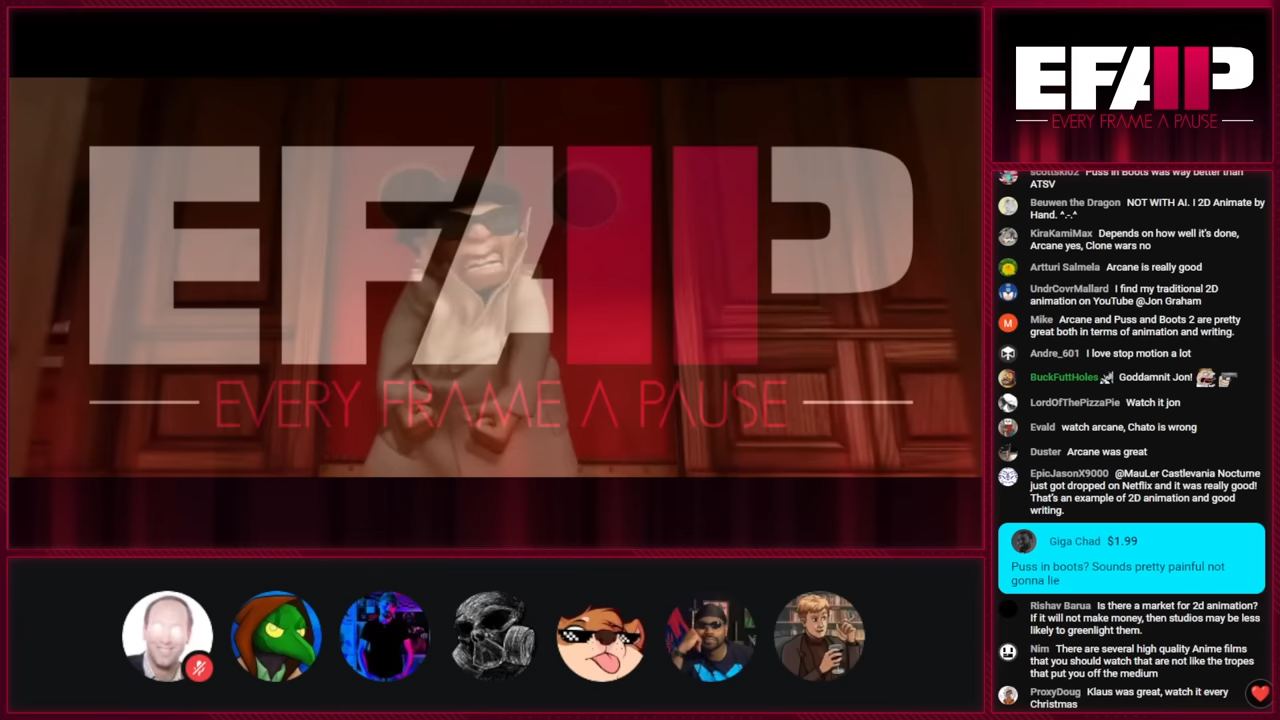 EFAP
EVERY FRAME A PAUSE
EFAP
EVERY FRAME A PAUSE
scottski02 Puss in Boots was way better than
ATSV
Beuwen the Dragon NOT WITH AI. I 2D Animate by
Hand. ^.-.^
KiraKamiMax Depends on how well it's done,
Arcane yes, Clone wars no
Artturi Salmela Arcane is really good
UndrCovrMallard I find my traditional 2D
animation on YouTube @Jon Graham
M
Mike Arcane and Puss and Boots 2 are pretty
great both in terms of animation and writing.
Andre_601 I love stop motion a lot
BuckFuttHoles Goddamnit Jon!
LordOfThePizzaPie Watch it jon
Evald watch arcane, Chato is wrong
Duster Arcane was great
EpicJasonX9000 @MauLer Castlevania Nocturne
just got dropped on Netflix and it was really good!
That's an example of 2D animation and good
writing.
Giga Chad $1.99
Puss in boots? Sounds pretty painful not
gonna lie
Rishav Barua Is there a market for 2d animation?
If it will not make money, then studios may be less
likely to greenlight them.
Nim There are several high quality Anime films
that you should watch that are not like the tropes
that put you off the medium
ProxyDoug Klaus was great, watch it every
Christmas